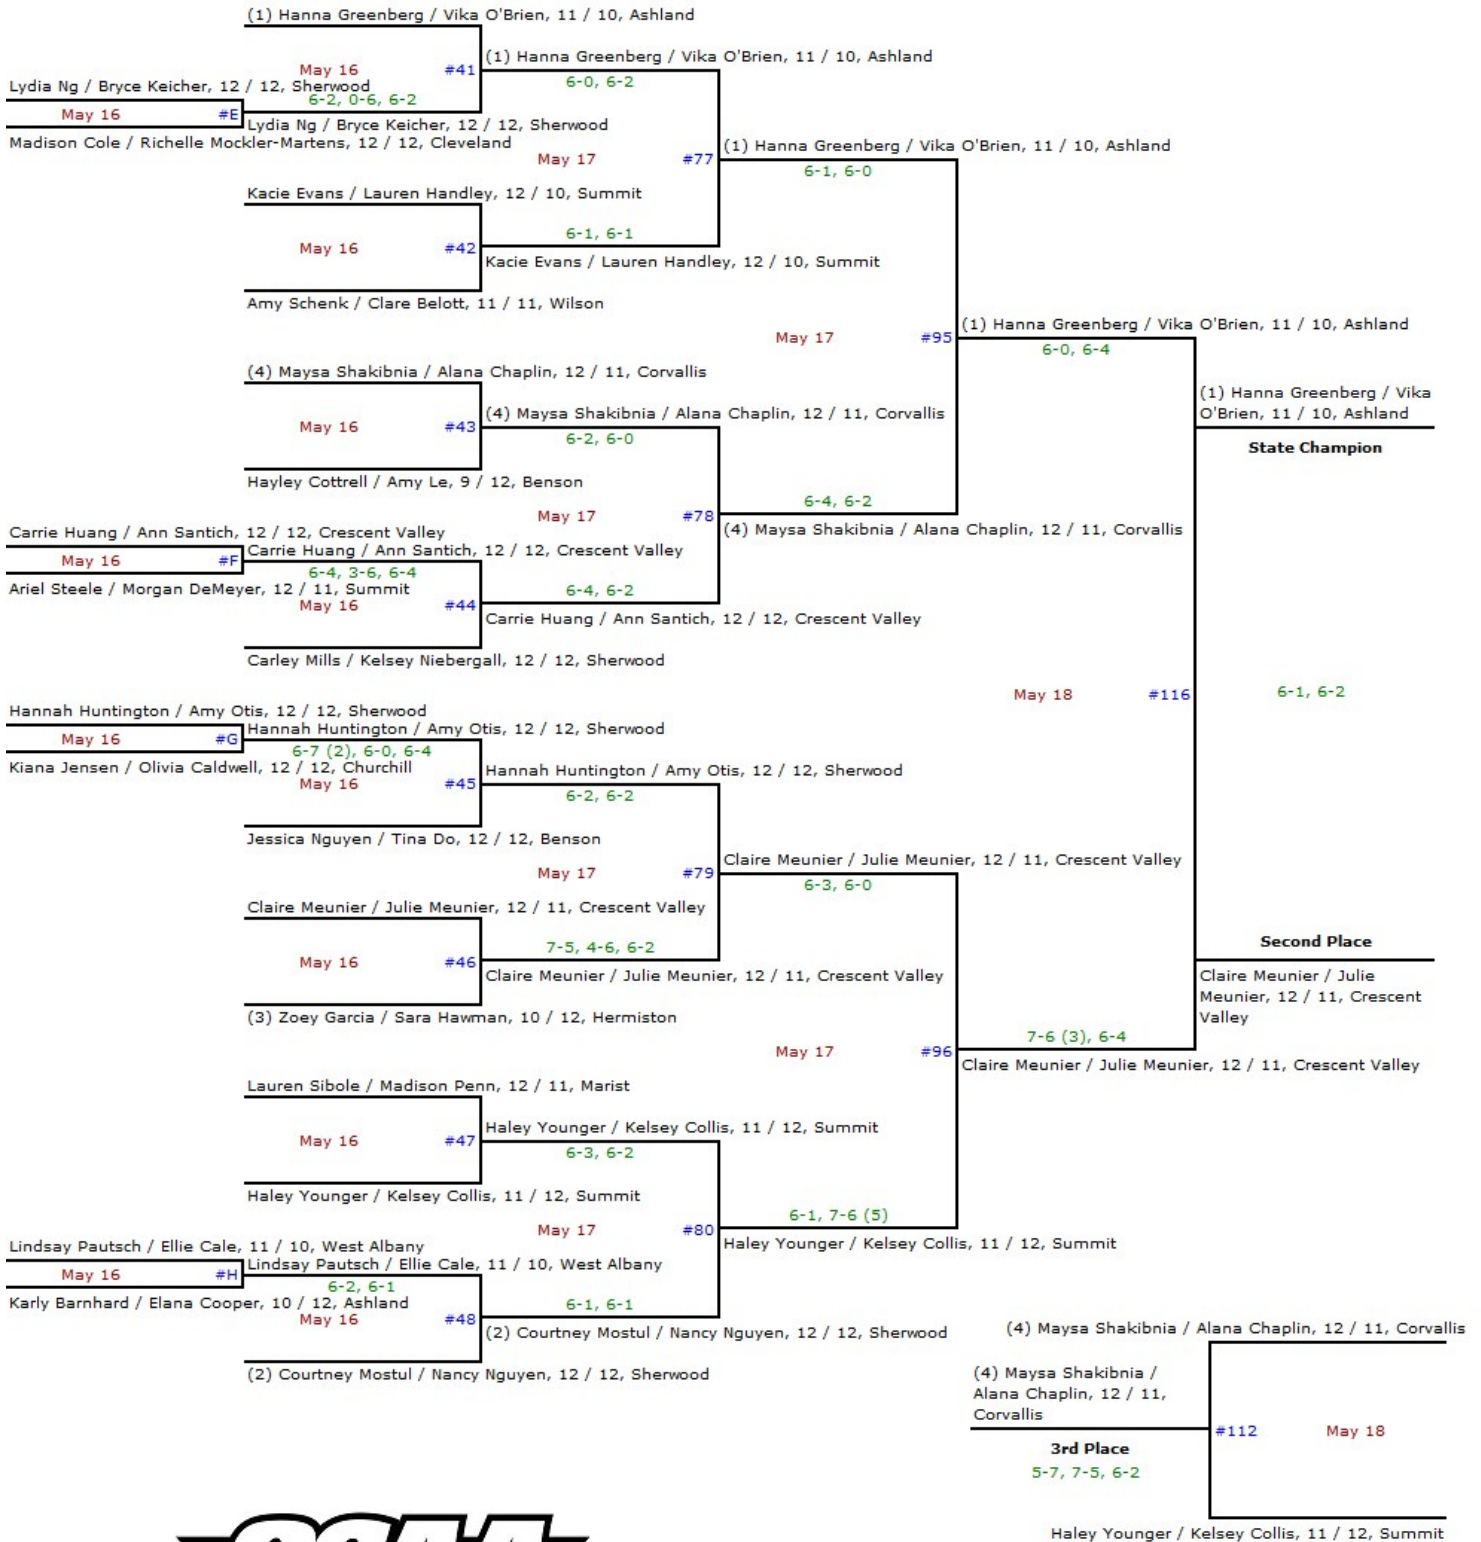 (1) Hanna Greenberg / Vika O'Brien, 11 / 10, Ashland
(1) Hanna Greenberg / Vika O'Brien, 11 / 10, Ashland
May 16 #41
6-0, 6-2
Lydia Ng / Bryce Keicher, 12 / 12, Sherwood
6-2, 0-6, 6-2
May 16 #E
Lydia Ng / Bryce Keicher, 12 / 12, Sherwood
Madison Cole / Richelle Mockler-Martens, 12 / 12, Cleveland
(1) Hanna Greenberg / Vika O'Brien, 11 / 10, Ashland
May 17 #77
6-1, 6-0
Kacie Evans / Lauren Handley, 12 / 10, Summit
6-1, 6-1
May 16 #42
Kacie Evans / Lauren Handley, 12 / 10, Summit
Amy Schenk / Clare Belott, 11 / 11, Wilson
(1) Hanna Greenberg / Vika O'Brien, 11 / 10, Ashland
May 17 #95
6-0, 6-4
(4) Maysa Shakibnia / Alana Chaplin, 12 / 11, Corvallis
(1) Hanna Greenberg / Vika
O'Brien, 11 / 10, Ashland
State Champion
(4) Maysa Shakibnia / Alana Chaplin, 12 / 11, Corvallis
May 16 #43
6-2, 6-0
Hayley Cottrell / Amy Le, 9 / 12, Benson
6-4, 6-2
May 17 #78
(4) Maysa Shakibnia / Alana Chaplin, 12 / 11, Corvallis
Carrie Huang / Ann Santich, 12 / 12, Crescent Valley
Carrie Huang / Ann Santich, 12 / 12, Crescent Valley
May 16 #F
6-4, 3-6, 6-4
Ariel Steele / Morgan DeMeyer, 12 / 11, Summit
6-4, 6-2
May 16 #44
Carrie Huang / Ann Santich, 12 / 12, Crescent Valley
Carley Mills / Kelsey Niebergall, 12 / 12, Sherwood
May 18 #116
6-1, 6-2
Hannah Huntington / Amy Otis, 12 / 12, Sherwood
Hannah Huntington / Amy Otis, 12 / 12, Sherwood
May 16 #G
6-7 (2), 6-0, 6-4
Kiana Jensen / Olivia Caldwell, 12 / 12, Churchill
Hannah Huntington / Amy Otis, 12 / 12, Sherwood
May 16 #45
6-2, 6-2
Jessica Nguyen / Tina Do, 12 / 12, Benson
Claire Meunier / Julie Meunier, 12 / 11, Crescent Valley
May 17 #79
6-3, 6-0
Claire Meunier / Julie Meunier, 12 / 11, Crescent Valley
7-5, 4-6, 6-2
May 16 #46
Claire Meunier / Julie Meunier, 12 / 11, Crescent Valley
(3) Zoey Garcia / Sara Hawman, 10 / 12, Hermiston
Second Place
Claire Meunier / Julie
Meunier, 12 / 11, Crescent
Valley
7-6 (3), 6-4
May 17 #96
Claire Meunier / Julie Meunier, 12 / 11, Crescent Valley
Lauren Sibole / Madison Penn, 12 / 11, Marist
Haley Younger / Kelsey Collis, 11 / 12, Summit
May 16 #47
6-3, 6-2
Haley Younger / Kelsey Collis, 11 / 12, Summit
6-1, 7-6 (5)
May 17 #80
Haley Younger / Kelsey Collis, 11 / 12, Summit
Lindsay Pautsch / Ellie Cale, 11 / 10, West Albany
Lindsay Pautsch / Ellie Cale, 11 / 10, West Albany
May 16 #H
6-2, 6-1
Karly Barnhard / Elana Cooper, 10 / 12, Ashland
6-1, 6-1
May 16 #48
(2) Courtney Mostul / Nancy Nguyen, 12 / 12, Sherwood
(2) Courtney Mostul / Nancy Nguyen, 12 / 12, Sherwood
(4) Maysa Shakibnia / Alana Chaplin, 12 / 11, Corvallis
(4) Maysa Shakibnia /
Alana Chaplin, 12 / 11,
Corvallis
#112 May 18
3rd Place
5-7, 7-5, 6-2
Haley Younger / Kelsey Collis, 11 / 12, Summit